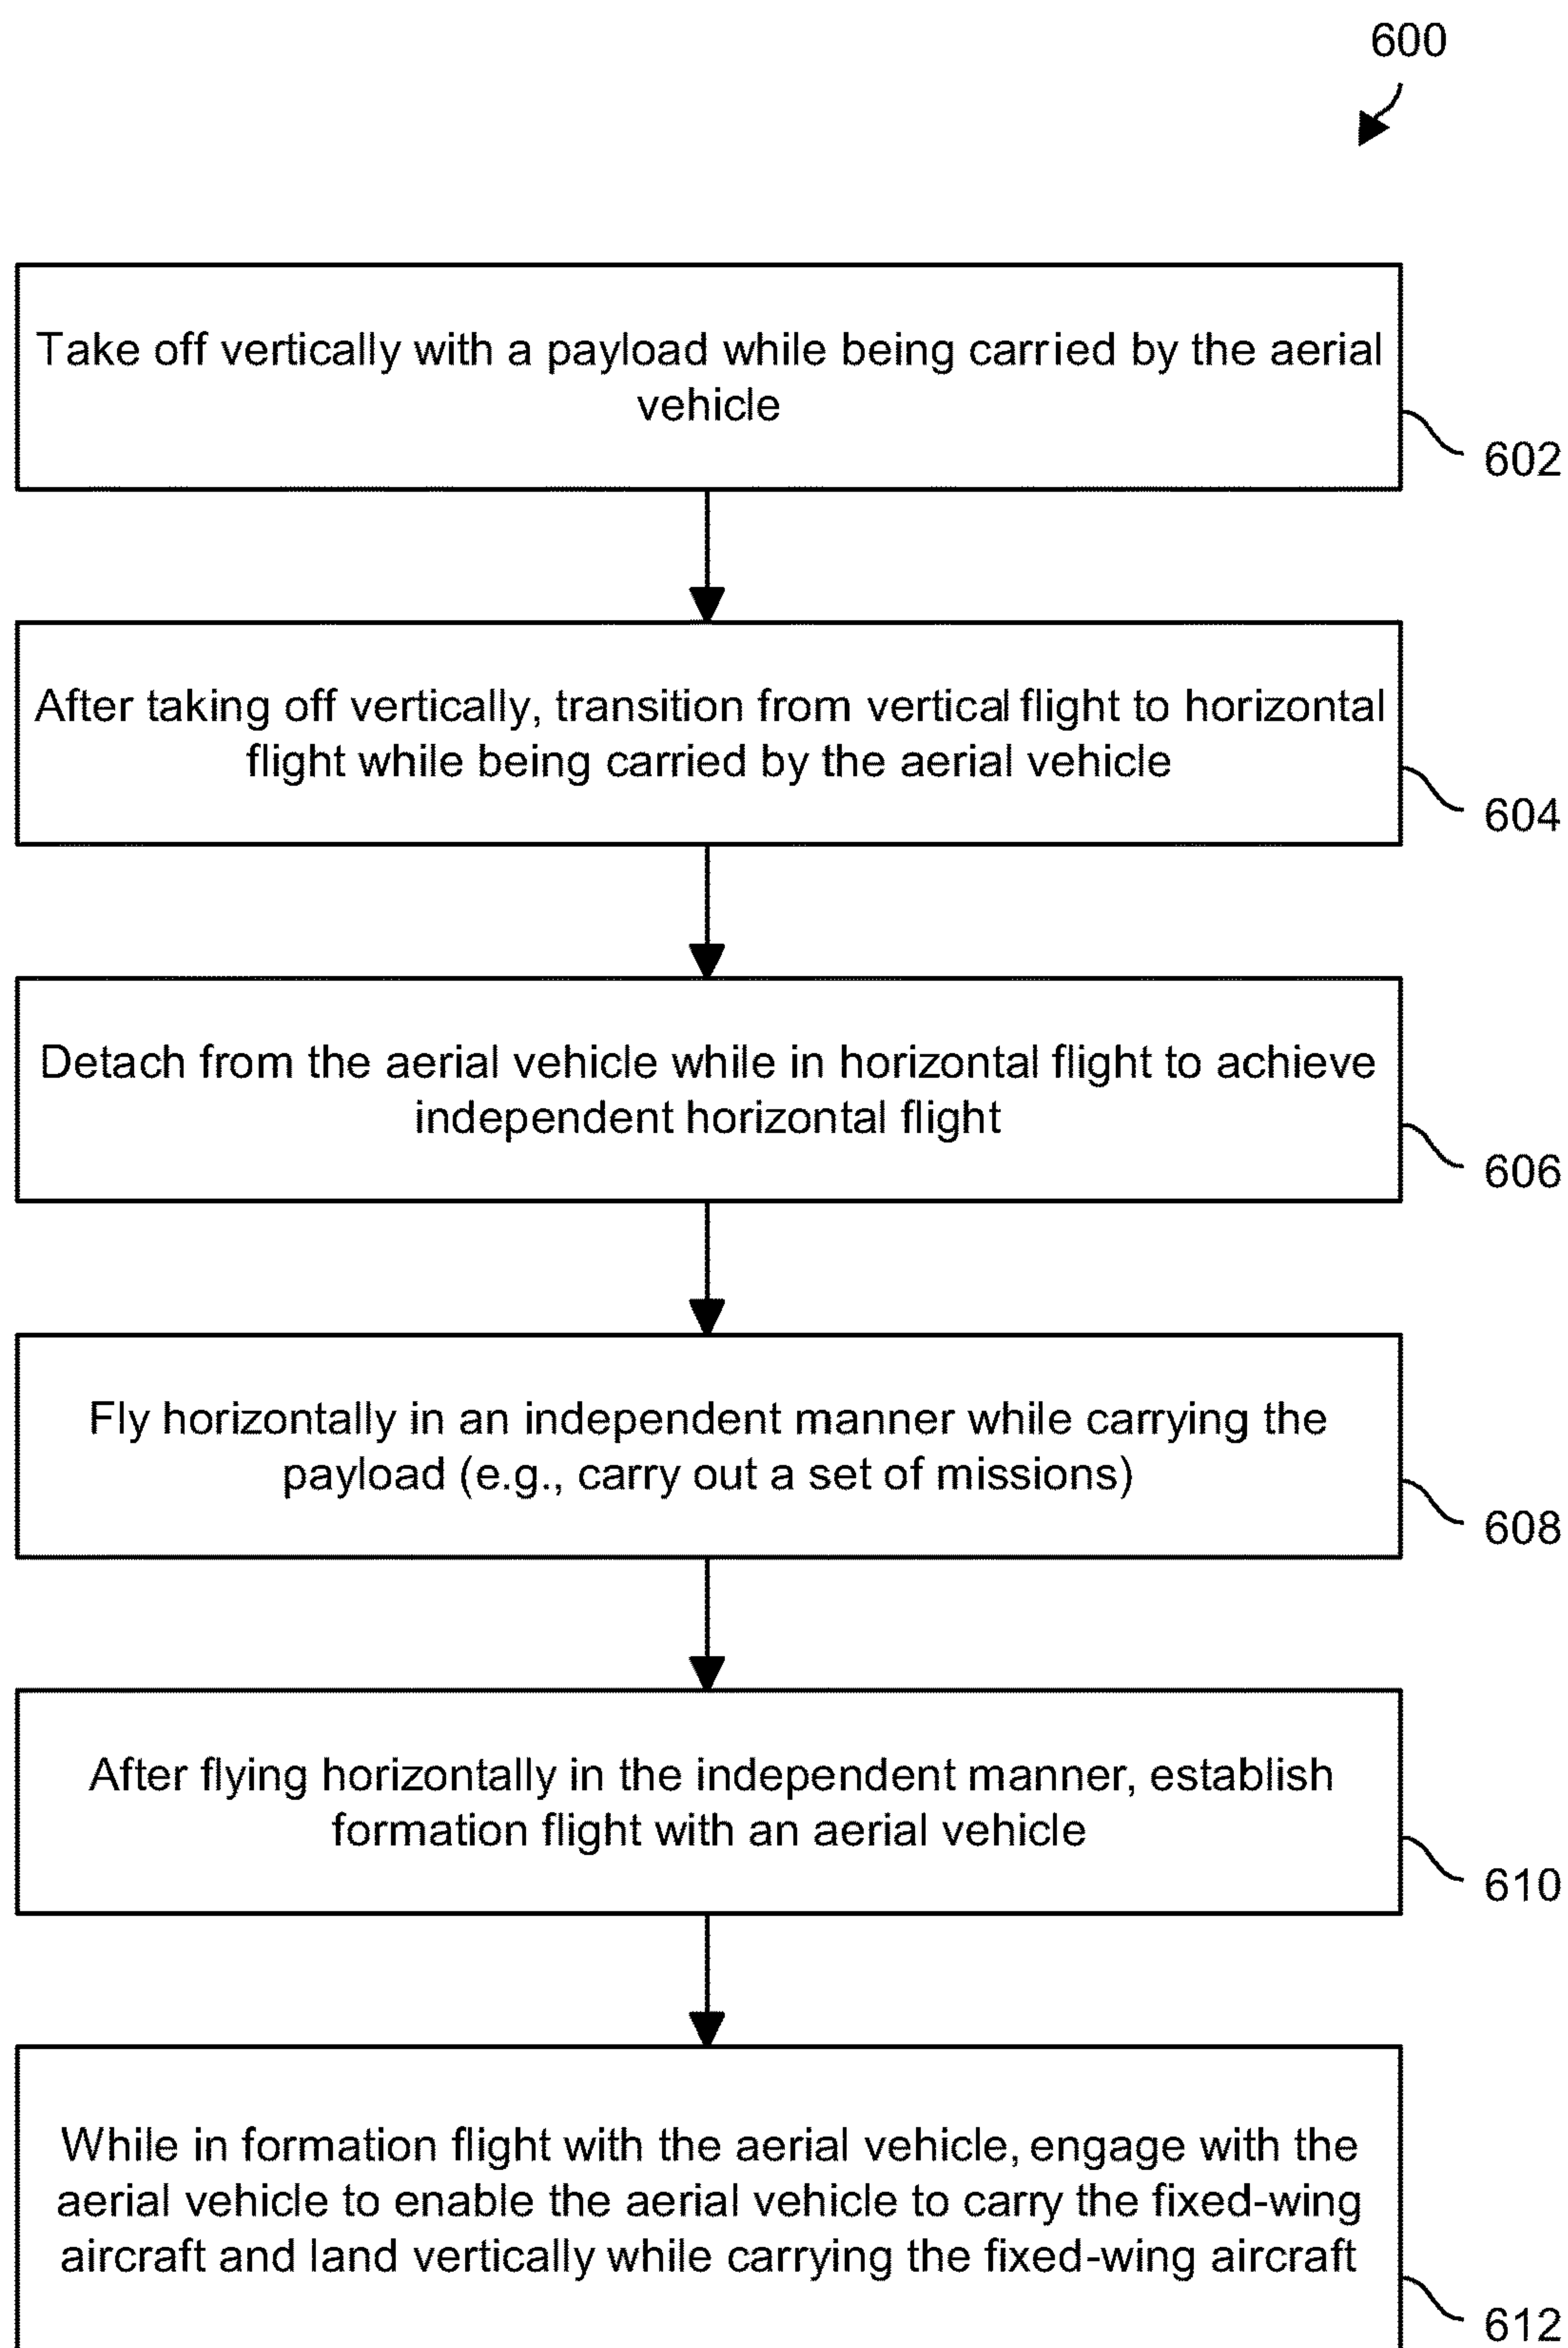 600
Take off vertically with a payload while being carried by the aerial
vehicle
602
After taking off vertically, transition from vertical flight to horizontal
flight while being carried by the aerial vehicle
604
Detach from the aerial vehicle while in horizontal flight to achieve
independent horizontal flight
606
Fly horizontally in an independent manner while carrying the
payload (e.g., carry out a set of missions)
608
After flying horizontally in the independent manner, establish
formation flight with an aerial vehicle
610
While in formation flight with the aerial vehicle, engage with the
aerial vehicle to enable the aerial vehicle to carry the fixed-wing
aircraft and land vertically while carrying the fixed-wing aircraft
612